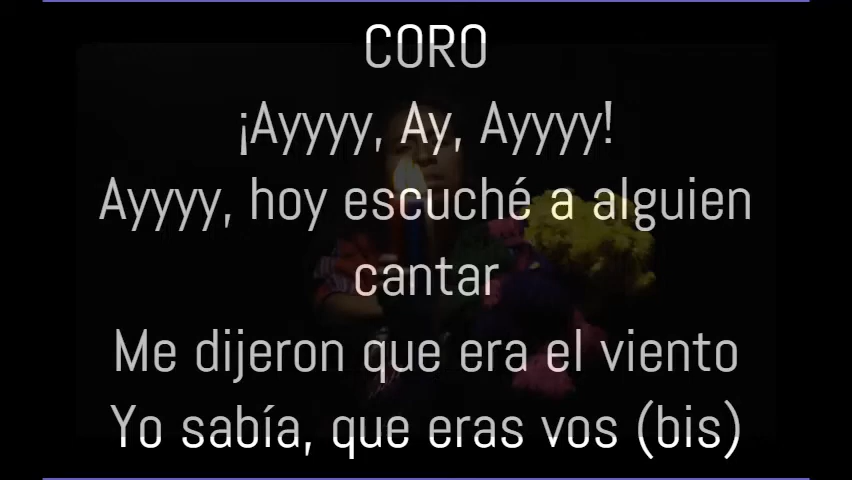 CORO
¡Ayyyy, Ay, Ayyyy!
Ayyyy, hoy escuché a alguien
cantar
Me dijeron que era el viento
Yo sabía, que eras vos (bis)